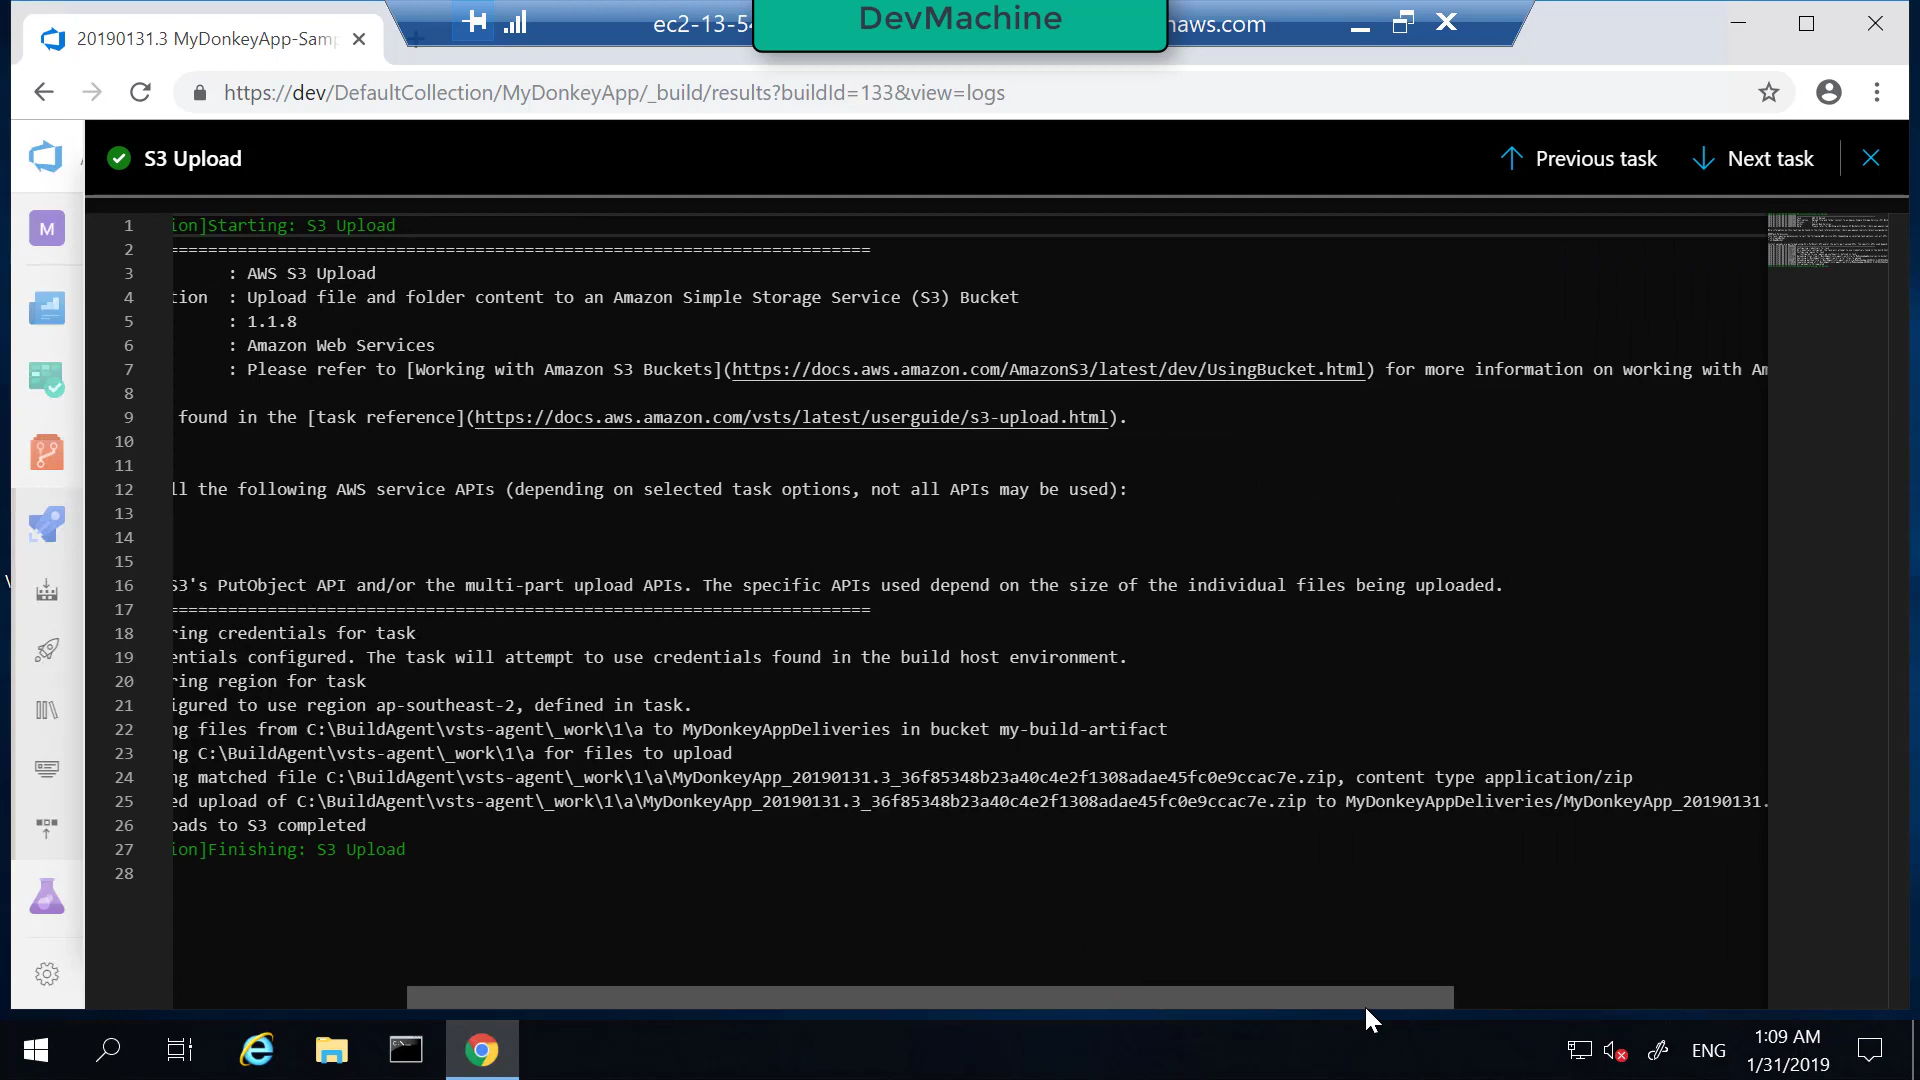 DevMachine
20190131.3 MyDonkeyApp-Samp
ec2-13-54
naws.com
https://dev/DefaultCollection/MyDonkeyApp/_build/results?buildId=133&view=logs
S3 Upload
Previous task
Next task
M
1 ion]Starting: S3 Upload
2 =======================================================================
3 : AWS S3 Upload
4 tion : Upload file and folder content to an Amazon Simple Storage Service (S3) Bucket
5 : 1.1.8
6 : Amazon Web Services
7 : Please refer to [Working with Amazon S3 Buckets](https://docs.aws.amazon.com/AmazonS3/latest/dev/UsingBucket.html) for more information on working with Am
8
9 found in the [task reference](https://docs.aws.amazon.com/vsts/latest/userguide/s3-upload.html).
10
11
12 ll the following AWS service APIs (depending on selected task options, not all APIs may be used):
13
14
15
16 S3's PutObject API and/or the multi-part upload APIs. The specific APIs used depend on the size of the individual files being uploaded.
17 =======================================================================
18 ring credentials for task
19 entials configured. The task will attempt to use credentials found in the build host environment.
20 ring region for task
21 igured to use region ap-southeast-2, defined in task.
22 ng files from C:\BuildAgent\vsts-agent\_work\1\a to MyDonkeyAppDeliveries in bucket my-build-artifact
23 ng C:\BuildAgent\vsts-agent\_work\1\a for files to upload
24 ng matched file C:\BuildAgent\vsts-agent\_work\1\a\MyDonkeyApp_20190131.3_36f85348b23a40c4e2f1308adae45fc0e9ccac7e.zip, content type application/zip
25 ed upload of C:\BuildAgent\vsts-agent\_work\1\a\MyDonkeyApp_20190131.3_36f85348b23a40c4e2f1308adae45fc0e9ccac7e.zip to MyDonkeyAppDeliveries/MyDonkeyApp_20190131.
26 oads to S3 completed
27 ion]Finishing: S3 Upload
28
ENG
1:09 AM
1/31/2019